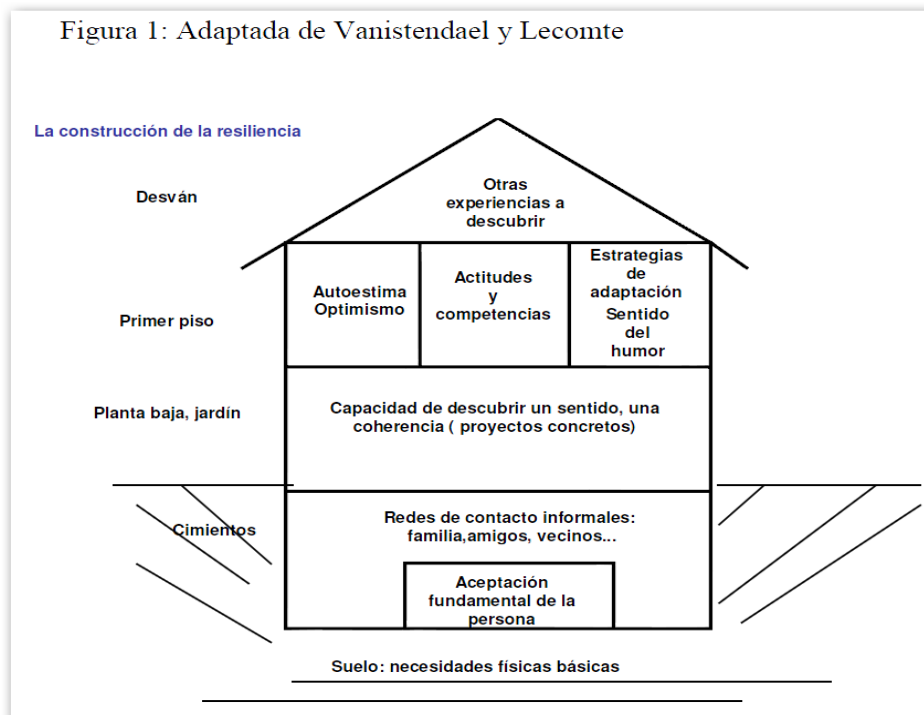 Figura 1: Adaptada de Vanistendael y Lecomte
La construcción de la resiliencia
Desván
Otras
experiencias a
descubrir
Primer piso
Autoestima
Optimismo
Actitudes
y
competencias
Estrategias
de
adaptación
Sentido
del
humor
Planta baja, jardín
Capacidad de descubrir un sentido, una
coherencia ( proyectos concretos)
Cimientos
Redes de contacto informales:
familia,amigos, vecinos...
Aceptación
fundamental de la
persona
Suelo: necesidades físicas básicas